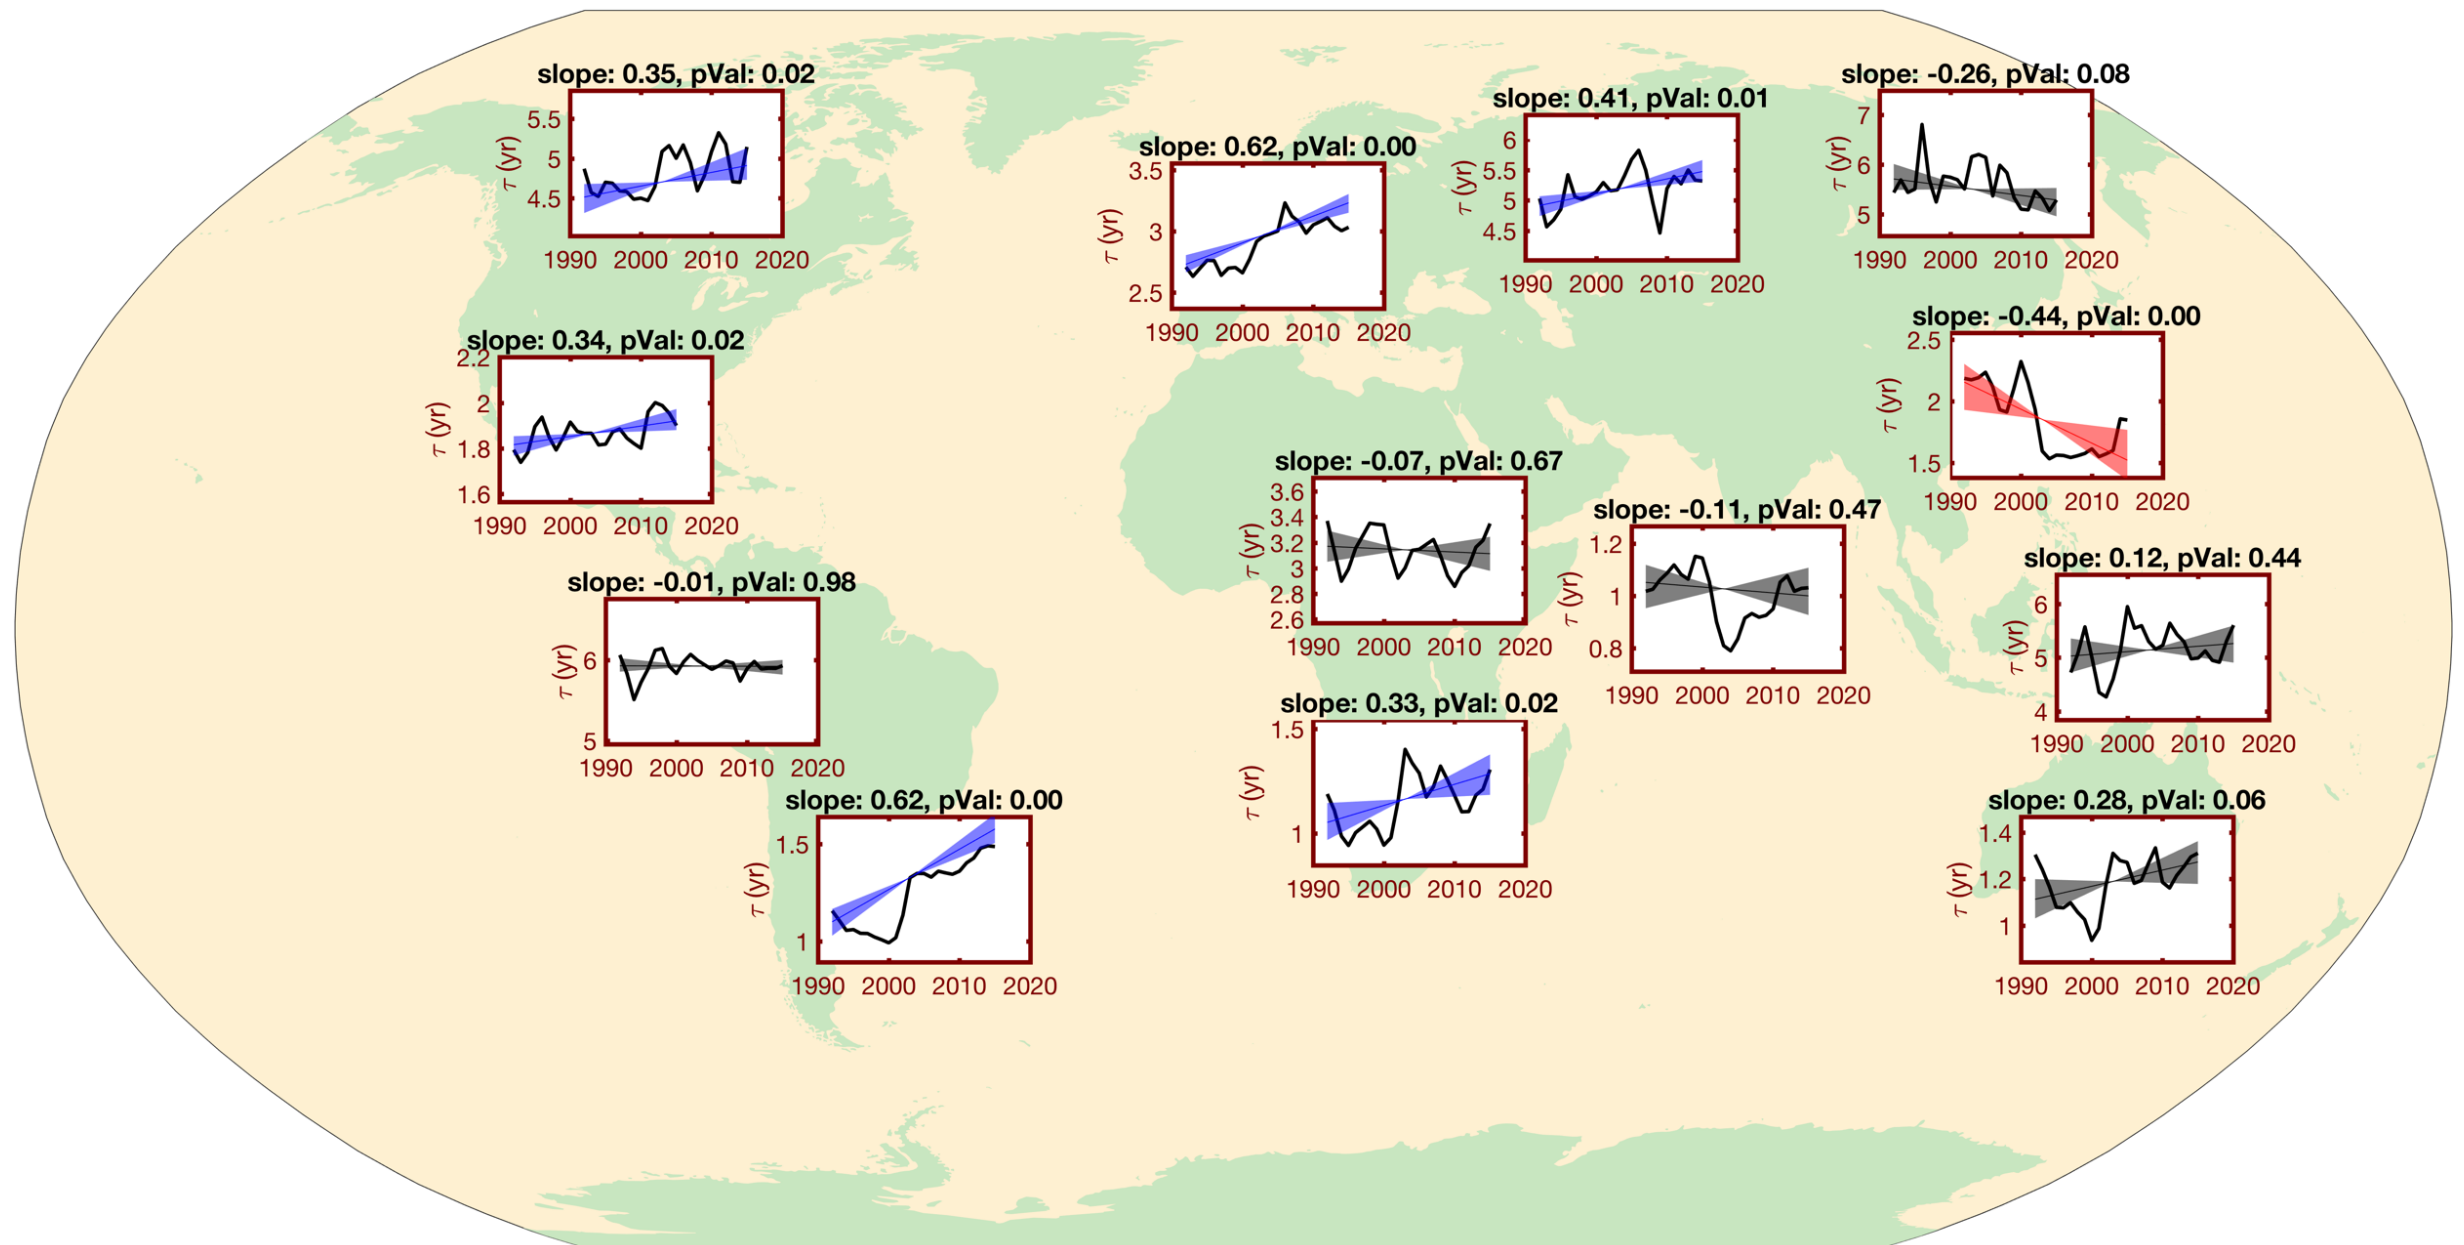 slope: 0.35, pVal: 0.02
5.5
5
4.5
τ (yr)
1990 2000 2010 2020
slope: 0.62, pVal: 0.00
3.5
3
2.5
τ (yr)
1990 2000 2010 2020
slope: 0.41, pVal: 0.01
6
5.5
5
4.5
τ (yr)
1990 2000 2010 2020
slope: -0.26, pVal: 0.08
7
6
5
τ (yr)
1990 2000 2010 2020
slope: 0.34, pVal: 0.02
2.2
2
1.8
1.6
τ (yr)
1990 2000 2010 2020
slope: -0.44, pVal: 0.00
2.5
2
1.5
τ (yr)
1990 2000 2010 2020
slope: -0.07, pVal: 0.67
3.6
3.4
3.2
3
2.8
2.6
τ (yr)
1990 2000 2010 2020
slope: -0.11, pVal: 0.47
1.2
1
0.8
τ (yr)
1990 2000 2010 2020
slope: 0.12, pVal: 0.44
6
5
4
τ (yr)
1990 2000 2010 2020
slope: -0.01, pVal: 0.98
6
5
τ (yr)
1990 2000 2010 2020
slope: 0.33, pVal: 0.02
1.5
1
τ (yr)
1990 2000 2010 2020
slope: 0.62, pVal: 0.00
1.5
1
τ (yr)
1990 2000 2010 2020
slope: 0.28, pVal: 0.06
1.4
1.2
1
τ (yr)
1990 2000 2010 2020